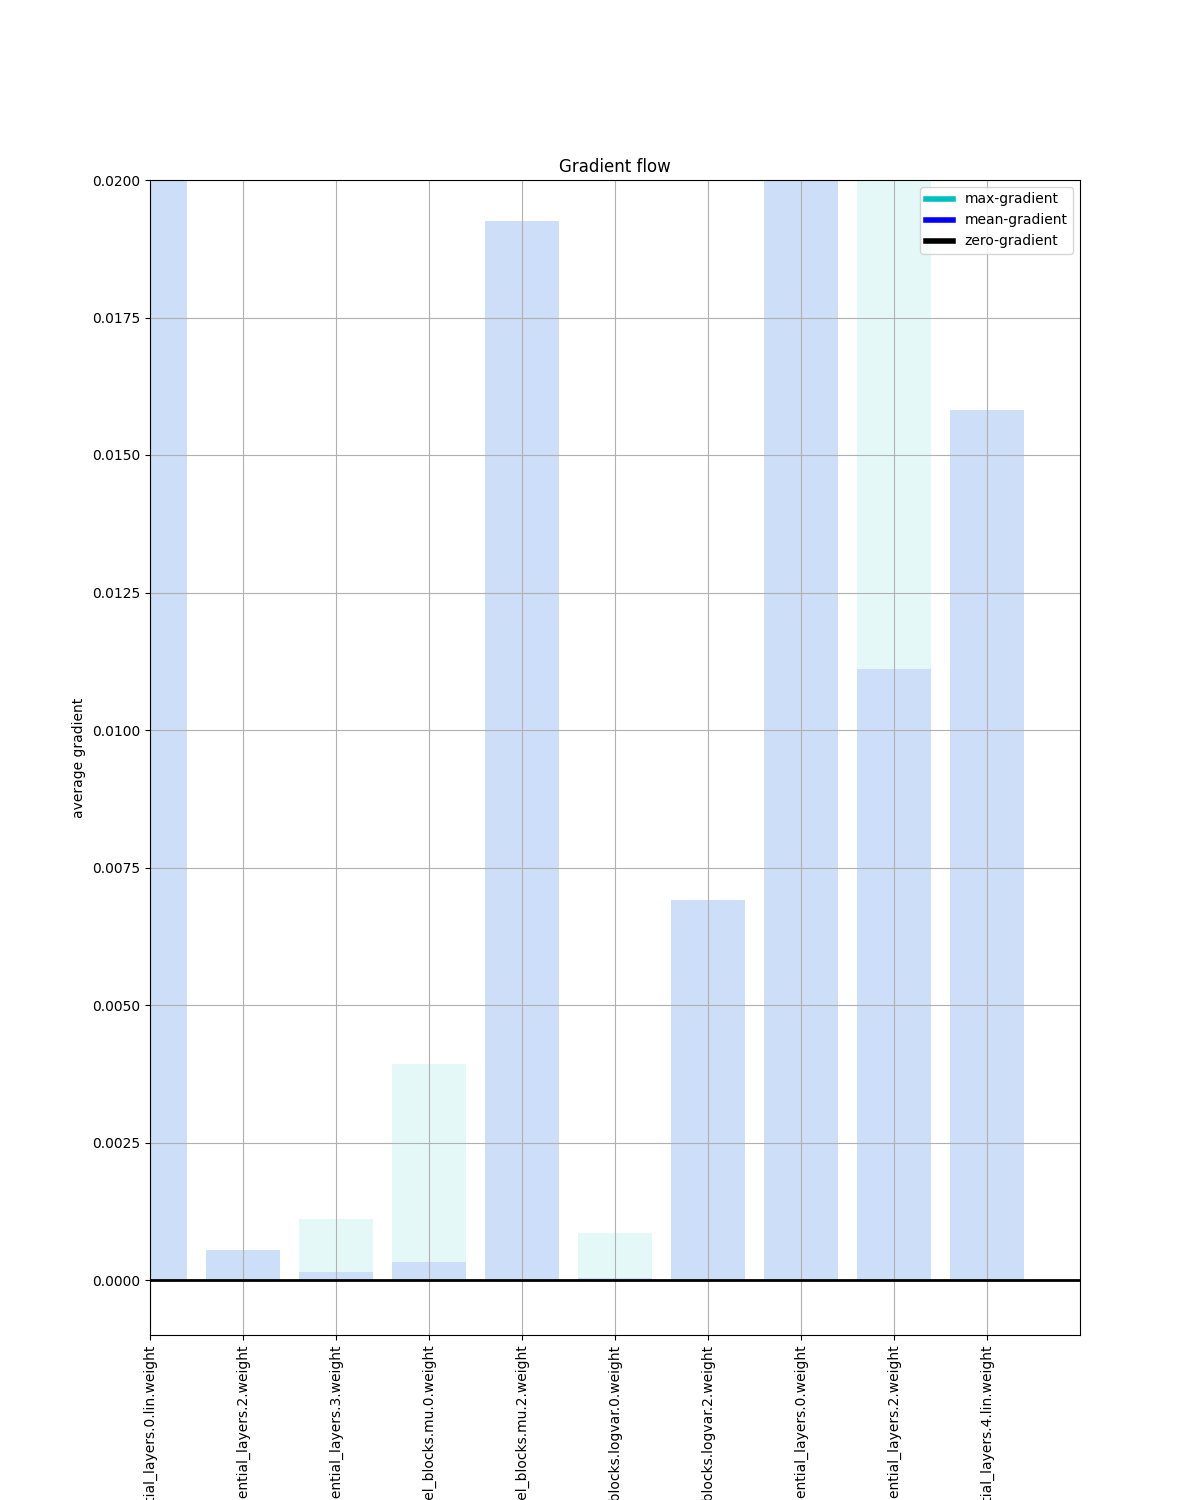 Gradient flow
max-gradient
mean-gradient
zero-gradient
average gradient
0.0200
0.0175
0.0150
0.0125
0.0100
0.0075
0.0050
0.0025
0.0000
tial_layers.0.lin.weight
ential_layers.2.weight
ential_layers.3.weight
el_blocks.mu.0.weight
el_blocks.mu.2.weight
blocks.logvar.0.weight
blocks.logvar.2.weight
ential_layers.0.weight
ential_layers.2.weight
tial_layers.4.lin.weight